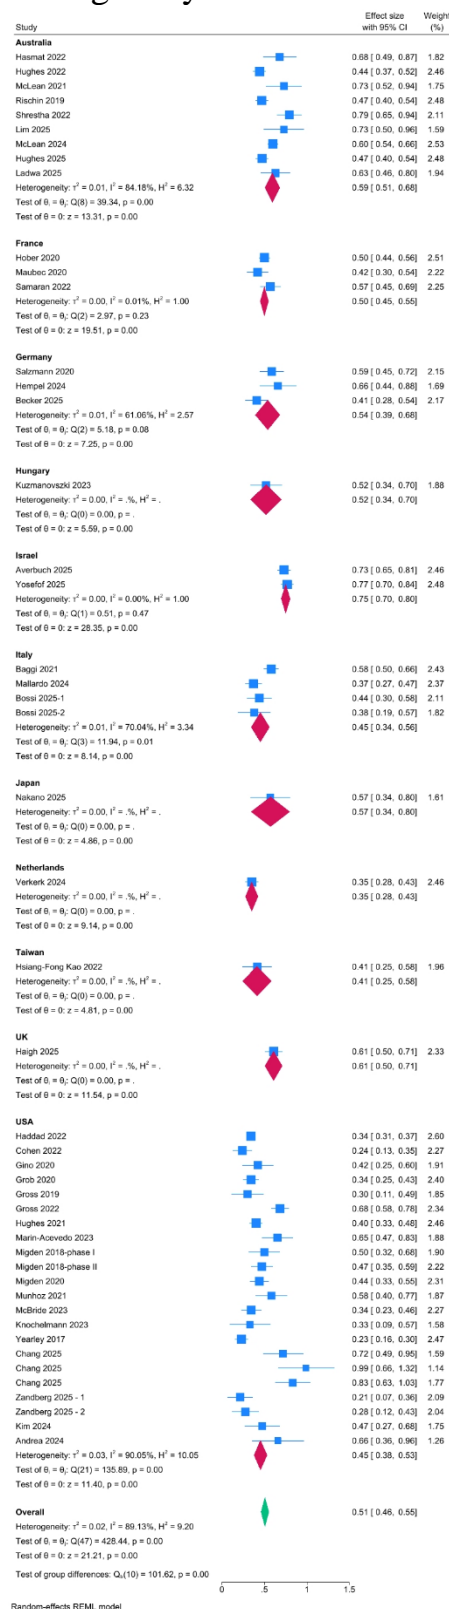 Effect size Weight
Study with 95% CI (%)
Australia
Hasmat 2022 0.68 [ 0.49, 0.87] 1.82
Hughes 2022 0.44 [ 0.37, 0.52] 2.46
McLean 2021 0.73 [ 0.52, 0.94] 1.75
Rischin 2019 0.47 [ 0.40, 0.54] 2.48
Shrestha 2022 0.79 [ 0.65, 0.94] 2.11
Lim 2025 0.73 [ 0.50, 0.96] 1.59
McLean 2024 0.60 [ 0.54, 0.66] 2.53
Hughes 2025 0.47 [ 0.40, 0.54] 2.48
Ladwa 2025 0.63 [ 0.46, 0.80] 1.94
Heterogeneity: τ² = 0.01, I² = 84.18%, H² = 6.32 0.59 [ 0.51, 0.68]
Test of θᵢ = θⱼ: Q(8) = 39.34, p = 0.00
Test of θ = 0: z = 13.31, p = 0.00
France
Hober 2020 0.50 [ 0.44, 0.56] 2.51
Maubec 2020 0.42 [ 0.30, 0.54] 2.22
Samaran 2022 0.57 [ 0.45, 0.69] 2.25
Heterogeneity: τ² = 0.00, I² = 0.01%, H² = 1.00 0.50 [ 0.45, 0.55]
Test of θᵢ = θⱼ: Q(2) = 2.97, p = 0.23
Test of θ = 0: z = 19.51, p = 0.00
Germany
Salzmann 2020 0.59 [ 0.45, 0.72] 2.15
Hempel 2024 0.66 [ 0.44, 0.88] 1.69
Becker 2025 0.41 [ 0.28, 0.54] 2.17
Heterogeneity: τ² = 0.01, I² = 61.06%, H² = 2.57 0.54 [ 0.39, 0.68]
Test of θᵢ = θⱼ: Q(2) = 5.18, p = 0.08
Test of θ = 0: z = 7.25, p = 0.00
Hungary
Kuzmanovszki 2023 0.52 [ 0.34, 0.70] 1.88
Heterogeneity: τ² = 0.00, I² = .%, H² = . 0.52 [ 0.34, 0.70]
Test of θᵢ = θⱼ: Q(0) = 0.00, p = .
Test of θ = 0: z = 5.59, p = 0.00
Israel
Averbuch 2025 0.73 [ 0.65, 0.81] 2.46
Yosefof 2025 0.77 [ 0.70, 0.84] 2.48
Heterogeneity: τ² = 0.00, I² = 0.00%, H² = 1.00 0.75 [ 0.70, 0.80]
Test of θᵢ = θⱼ: Q(1) = 0.51, p = 0.47
Test of θ = 0: z = 28.35, p = 0.00
Italy
Baggi 2021 0.58 [ 0.50, 0.66] 2.43
Mallardo 2024 0.37 [ 0.27, 0.47] 2.37
Bossi 2025-1 0.44 [ 0.30, 0.58] 2.11
Bossi 2025-2 0.38 [ 0.19, 0.57] 1.82
Heterogeneity: τ² = 0.01, I² = 70.04%, H² = 3.34 0.45 [ 0.34, 0.56]
Test of θᵢ = θⱼ: Q(3) = 11.94, p = 0.01
Test of θ = 0: z = 8.14, p = 0.00
Japan
Nakano 2025 0.57 [ 0.34, 0.80] 1.61
Heterogeneity: τ² = 0.00, I² = .%, H² = . 0.57 [ 0.34, 0.80]
Test of θᵢ = θⱼ: Q(0) = 0.00, p = .
Test of θ = 0: z = 4.86, p = 0.00
Netherlands
Verkerk 2024 0.35 [ 0.28, 0.43] 2.46
Heterogeneity: τ² = 0.00, I² = .%, H² = . 0.35 [ 0.28, 0.43]
Test of θᵢ = θⱼ: Q(0) = 0.00, p = .
Test of θ = 0: z = 9.14, p = 0.00
Taiwan
Hsiang-Fong Kao 2022 0.41 [ 0.25, 0.58] 1.96
Heterogeneity: τ² = 0.00, I² = .%, H² = . 0.41 [ 0.25, 0.58]
Test of θᵢ = θⱼ: Q(0) = 0.00, p = .
Test of θ = 0: z = 4.81, p = 0.00
UK
Haigh 2025 0.61 [ 0.50, 0.71] 2.33
Heterogeneity: τ² = 0.00, I² = .%, H² = . 0.61 [ 0.50, 0.71]
Test of θᵢ = θⱼ: Q(0) = 0.00, p = .
Test of θ = 0: z = 11.54, p = 0.00
USA
Haddad 2022 0.34 [ 0.31, 0.37] 2.60
Cohen 2022 0.24 [ 0.13, 0.35] 2.27
Gino 2020 0.42 [ 0.25, 0.60] 1.91
Grob 2020 0.34 [ 0.25, 0.43] 2.40
Gross 2019 0.30 [ 0.11, 0.49] 1.85
Gross 2022 0.68 [ 0.58, 0.78] 2.34
Hughes 2021 0.40 [ 0.33, 0.48] 2.46
Marin-Acevedo 2023 0.65 [ 0.47, 0.83] 1.88
Migden 2018-phase I 0.50 [ 0.32, 0.68] 1.90
Migden 2018-phase II 0.47 [ 0.35, 0.59] 2.22
Migden 2020 0.44 [ 0.33, 0.55] 2.31
Munhoz 2021 0.58 [ 0.40, 0.77] 1.87
McBride 2023 0.34 [ 0.23, 0.46] 2.27
Knochelmann 2023 0.33 [ 0.09, 0.57] 1.58
Yearley 2017 0.23 [ 0.16, 0.30] 2.47
Chang 2025 0.72 [ 0.49, 0.95] 1.59
Chang 2025 0.99 [ 0.66, 1.32] 1.14
Chang 2025 0.83 [ 0.63, 1.03] 1.77
Zandberg 2025 - 1 0.21 [ 0.07, 0.36] 2.09
Zandberg 2025 - 2 0.28 [ 0.12, 0.43] 2.04
Kim 2024 0.47 [ 0.27, 0.68] 1.75
Andrea 2024 0.66 [ 0.36, 0.96] 1.26
Heterogeneity: τ² = 0.03, I² = 90.05%, H² = 10.05 0.45 [ 0.38, 0.53]
Test of θᵢ = θⱼ: Q(21) = 135.89, p = 0.00
Test of θ = 0: z = 11.40, p = 0.00
Overall 0.51 [ 0.46, 0.55]
Heterogeneity: τ² = 0.02, I² = 89.13%, H² = 9.20
Test of θᵢ = θⱼ: Q(47) = 428.44, p = 0.00
Test of θ = 0: z = 21.21, p = 0.00
Test of group differences: Q_b(10) = 101.62, p = 0.00
0 .5 1 1.5
Random-effects REML model